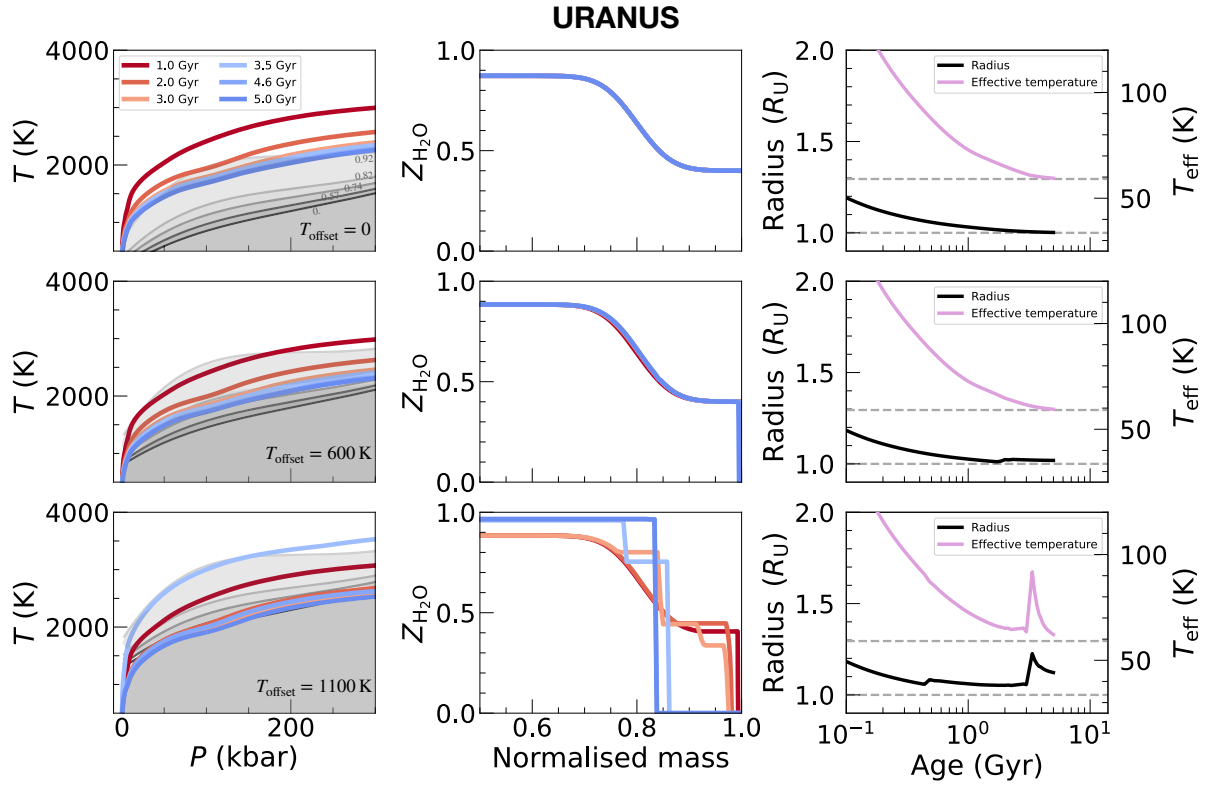 URANUS
4000
2000
T (K)
1.0 Gyr
2.0 Gyr
3.0 Gyr
3.5 Gyr
4.6 Gyr
5.0 Gyr
0.92
0.82
0.74
0.57
0.
T_offset = 0
1.0
0.5
0.0
Z_H₂O
2.0
1.5
1.0
Radius (R_U)
Radius
Effective temperature
100
50
T_eff (K)
4000
2000
T (K)
T_offset = 600 K
1.0
0.5
0.0
Z_H₂O
2.0
1.5
1.0
Radius (R_U)
Radius
Effective temperature
100
50
T_eff (K)
4000
2000
T (K)
T_offset = 1100 K
0
200
P (kbar)
1.0
0.5
0.0
Z_H₂O
0.6
0.8
1.0
Normalised mass
2.0
1.5
1.0
Radius (R_U)
Radius
Effective temperature
100
50
T_eff (K)
10⁻¹
10⁰
10¹
Age (Gyr)